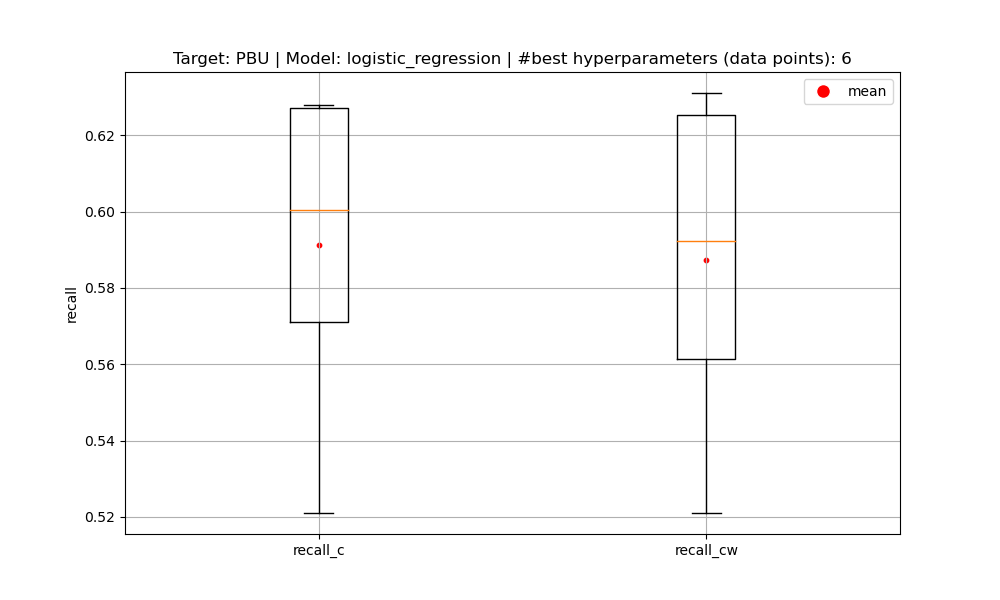 Target: PBU | Model: logistic_regression | #best hyperparameters (data points): 6
mean
0.62
0.60
0.58
0.56
0.54
0.52
recall
recall_c
recall_cw